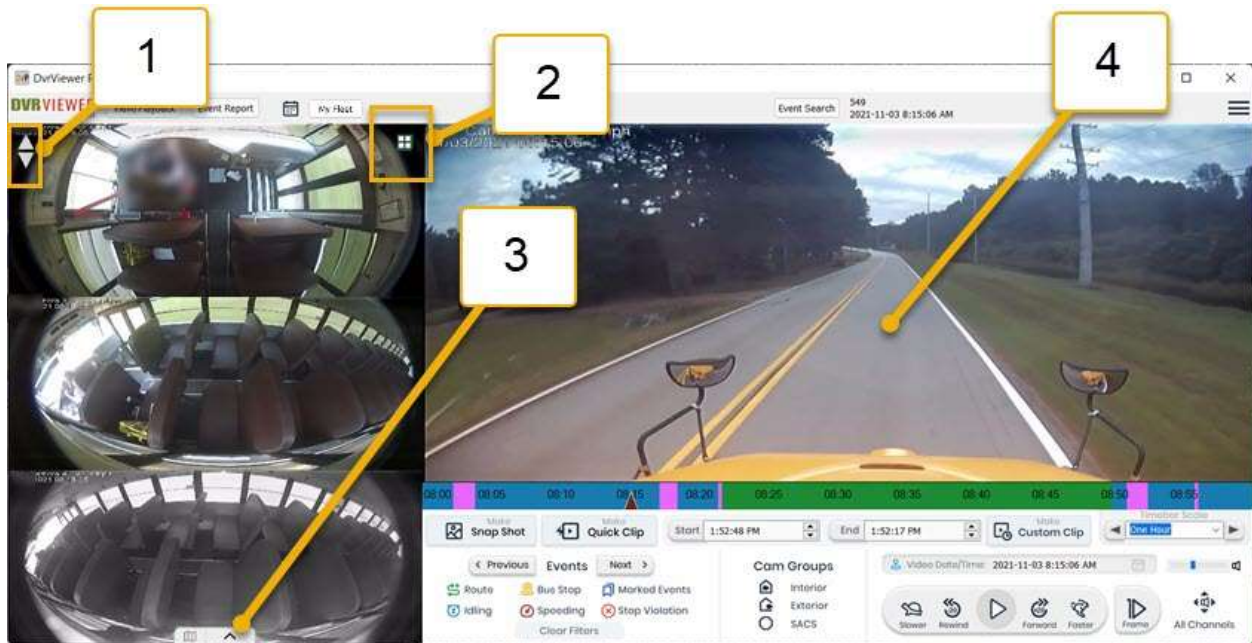 1
2
3
4
DVRVIEWER
Event Report
My Fleet
Event Search
549
2021-11-03 8:15:06 AM
08:00 08:05 08:10 08:15 08:20 08:25 08:30 08:35 08:40 08:45 08:50 08:55
Make
Snap Shot
Make
Quick Clip
Start 1:52:48 PM
End 1:52:17 PM
Make
Custom Clip
Timebar Scale
One Hour
Previous Events Next
Route Bus Stop Marked Events
Idling Speeding Stop Violation
Clear Filters
Cam Groups
Interior
Exterior
SACS
Video Date/Time: 2021-11-03 8:15:06 AM
Slower Rewind Forward Faster
Frame
All Channels